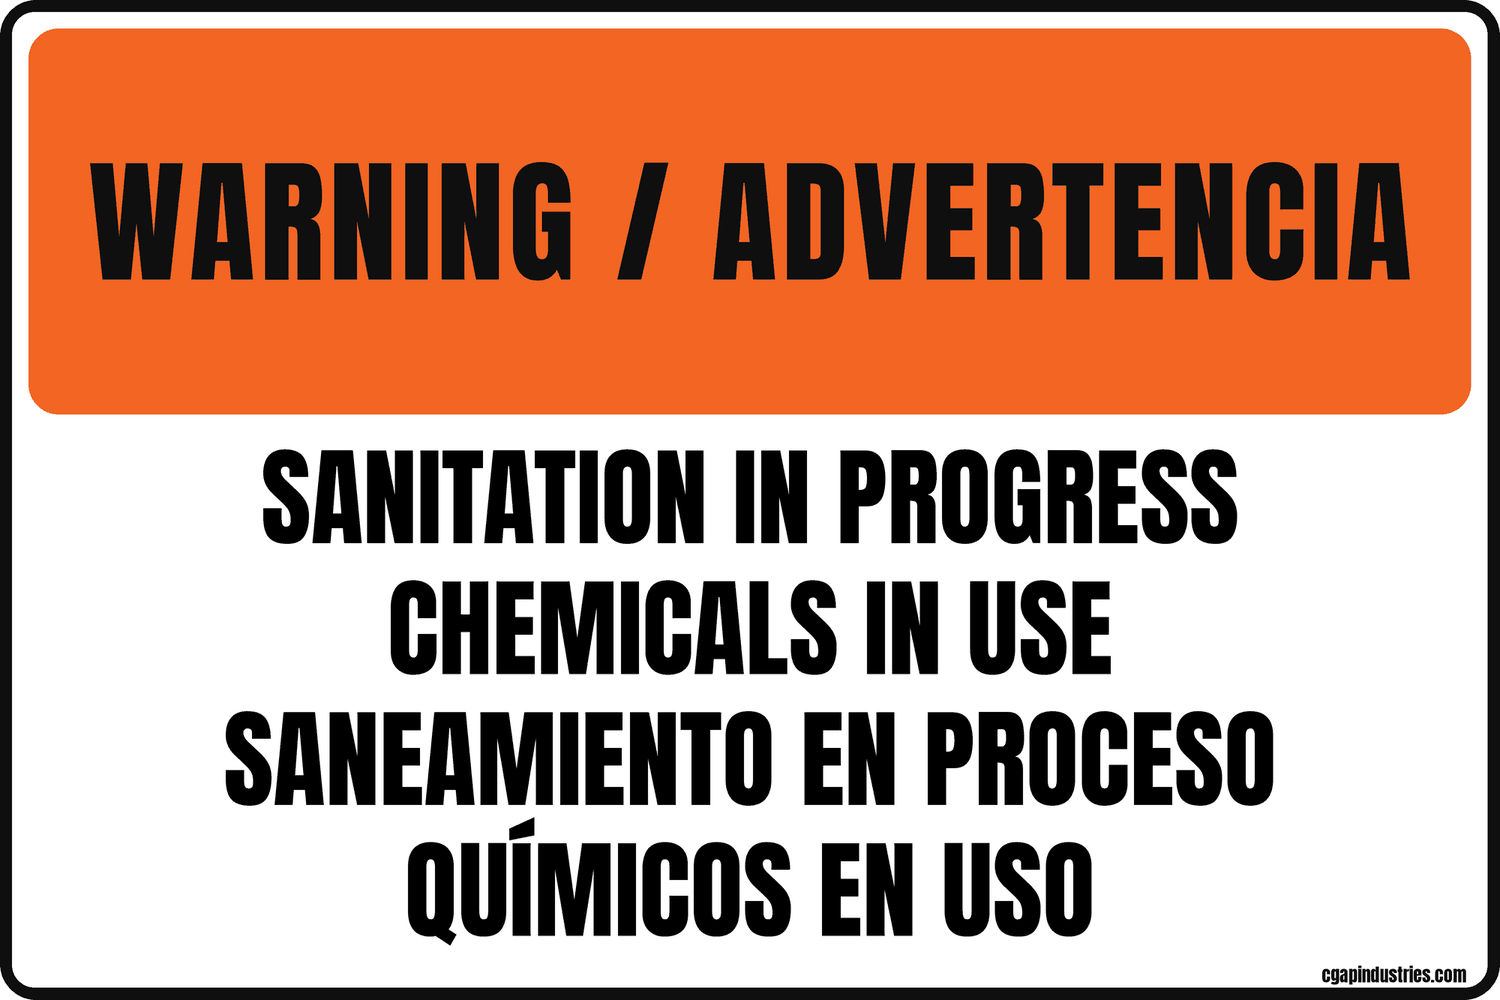 WARNING / ADVERTENCIA
SANITATION IN PROGRESS
CHEMICALS IN USE
SANEAMIENTO EN PROCESO
QUÍMICOS EN USO
cgapindustries.com